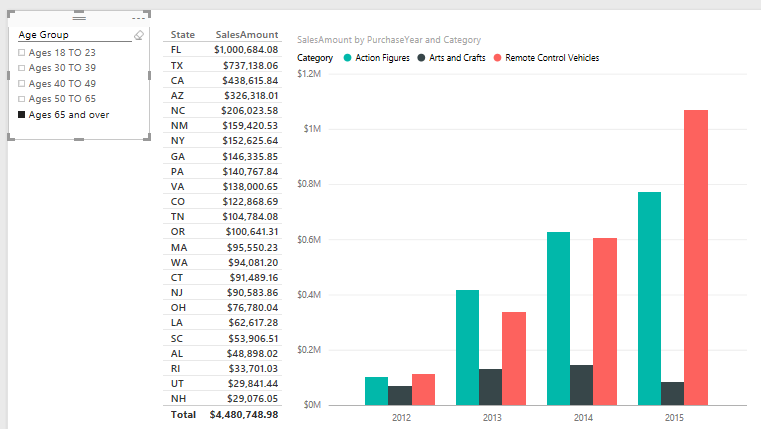 Age Group
Ages 18 TO 23
Ages 30 TO 39
Ages 40 TO 49
Ages 50 TO 65
Ages 65 and over
State SalesAmount
FL $1,000,684.08
TX $737,138.06
CA $438,615.84
AZ $326,318.01
NC $206,023.58
NM $159,420.53
NY $152,625.64
GA $146,335.85
PA $140,767.84
VA $138,000.65
CO $122,868.69
TN $104,784.08
OR $100,641.31
MA $95,550.23
WA $94,081.20
CT $91,489.16
NJ $90,583.86
OH $76,780.04
LA $62,617.28
SC $53,906.51
AL $48,898.02
RI $33,701.03
UT $29,841.44
NH $29,076.05
Total $4,480,748.98
SalesAmount by PurchaseYear and Category
Category Action Figures Arts and Crafts Remote Control Vehicles
$1.2M
$1M
$0.8M
$0.6M
$0.4M
$0.2M
$0M
2012 2013 2014 2015